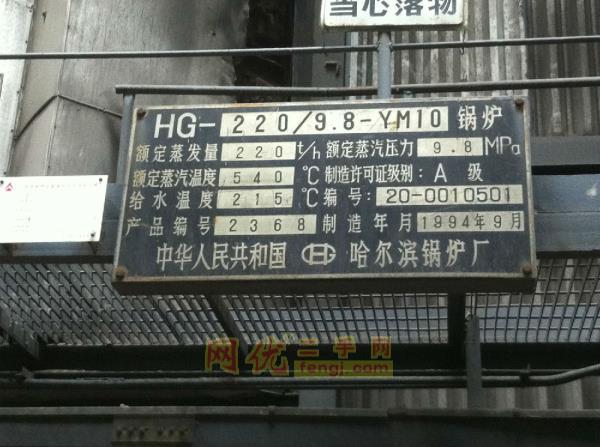 当心落物
HG-220/9.8-YM10 锅炉
额定蒸发量 220 t/h 额定蒸汽压力 9.8 MPa
额定蒸汽温度 540 ℃ 制造许可证级别: A 级
给水温度 215 ℃ 编号: 20-0010501
产品编号 2368 制造年月 1994年9月
中华人民共和国 HG 哈尔滨锅炉厂
网优二手网
fengj.com